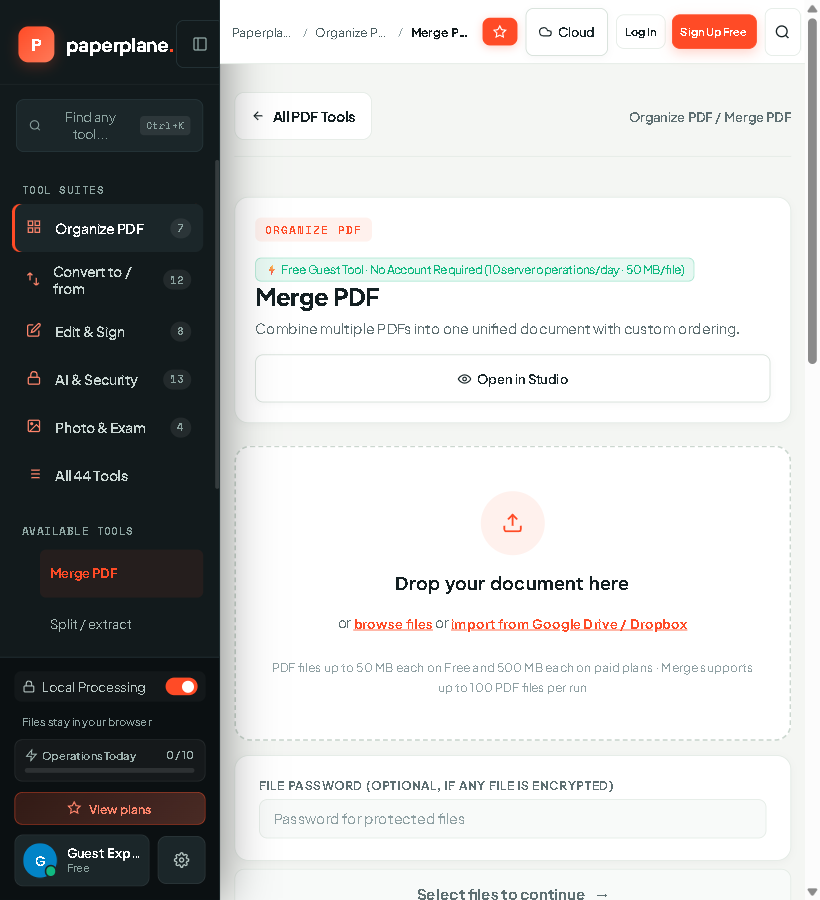 P paperplane.
Find any
tool...
Ctrl+K
TOOL SUITES
Organize PDF 7
Convert to /
from
12
Edit & Sign 8
AI & Security 13
Photo & Exam 4
All 44 Tools
AVAILABLE TOOLS
Merge PDF
Split / extract
Local Processing
Files stay in your browser
Operations Today 0/10
View plans
G
Guest Exp...
Free
Paperpla... / Organize P... / Merge P...
Cloud
Log In
Sign Up Free
All PDF Tools
Organize PDF / Merge PDF
ORGANIZE PDF
Free Guest Tool · No Account Required (10 server operations/day · 50 MB/file)
Merge PDF
Combine multiple PDFs into one unified document with custom ordering.
Open in Studio
Drop your document here
or browse files or import from Google Drive / Dropbox
PDF files up to 50 MB each on Free and 500 MB each on paid plans · Merge supports
up to 100 PDF files per run
FILE PASSWORD (OPTIONAL, IF ANY FILE IS ENCRYPTED)
Password for protected files
Select files to continue →